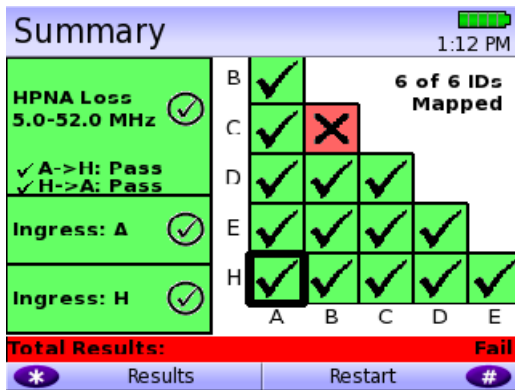 Summary
1:12 PM
HPNA Loss
5.0-52.0 MHz
A->H: Pass
H->A: Pass
Ingress: A
Ingress: H
6 of 6 IDs
Mapped
B
C
D
E
H
A B C D E
Total Results: Fail
* Results Restart #